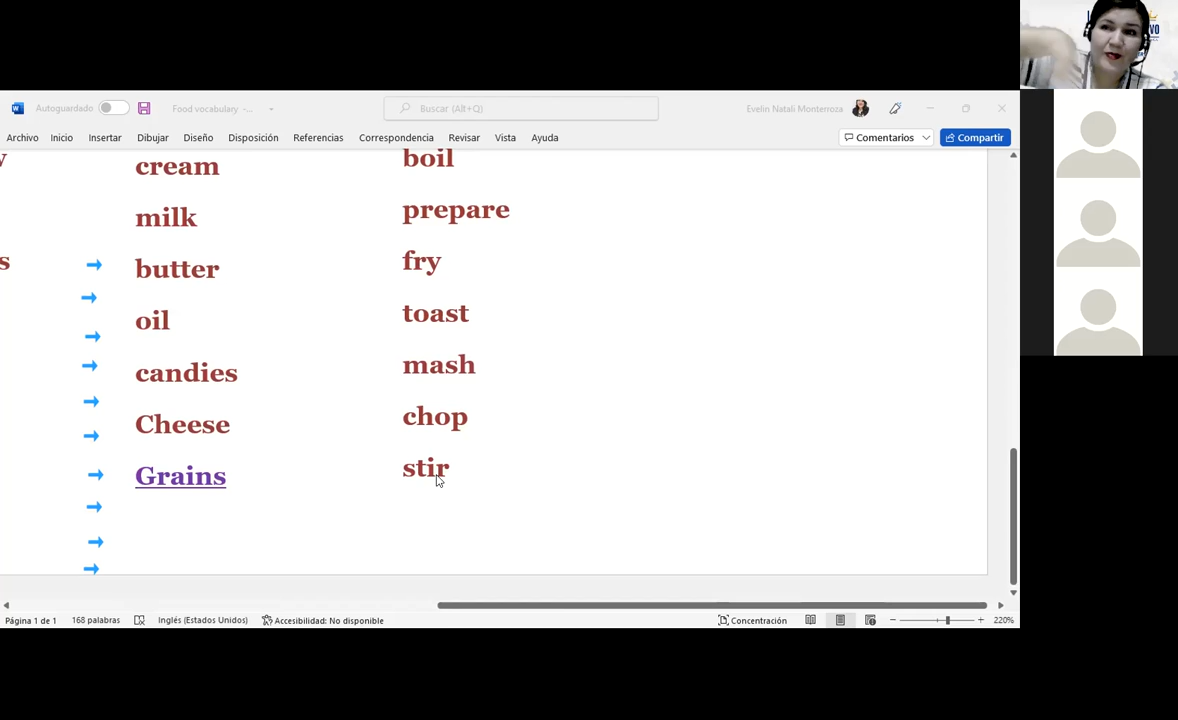 VO
Autoguardado
Food vocabulary -...
Buscar (Alt+Q)
Evelin Natali Monterroza
Archivo Inicio Insertar Dibujar Diseño Disposición Referencias Correspondencia Revisar Vista Ayuda
Comentarios
Compartir
cream
milk
butter
oil
candies
Cheese
Grains
boil
prepare
fry
toast
mash
chop
stir
Página 1 de 1 168 palabras Inglés (Estados Unidos) Accesibilidad: No disponible Concentración 220%